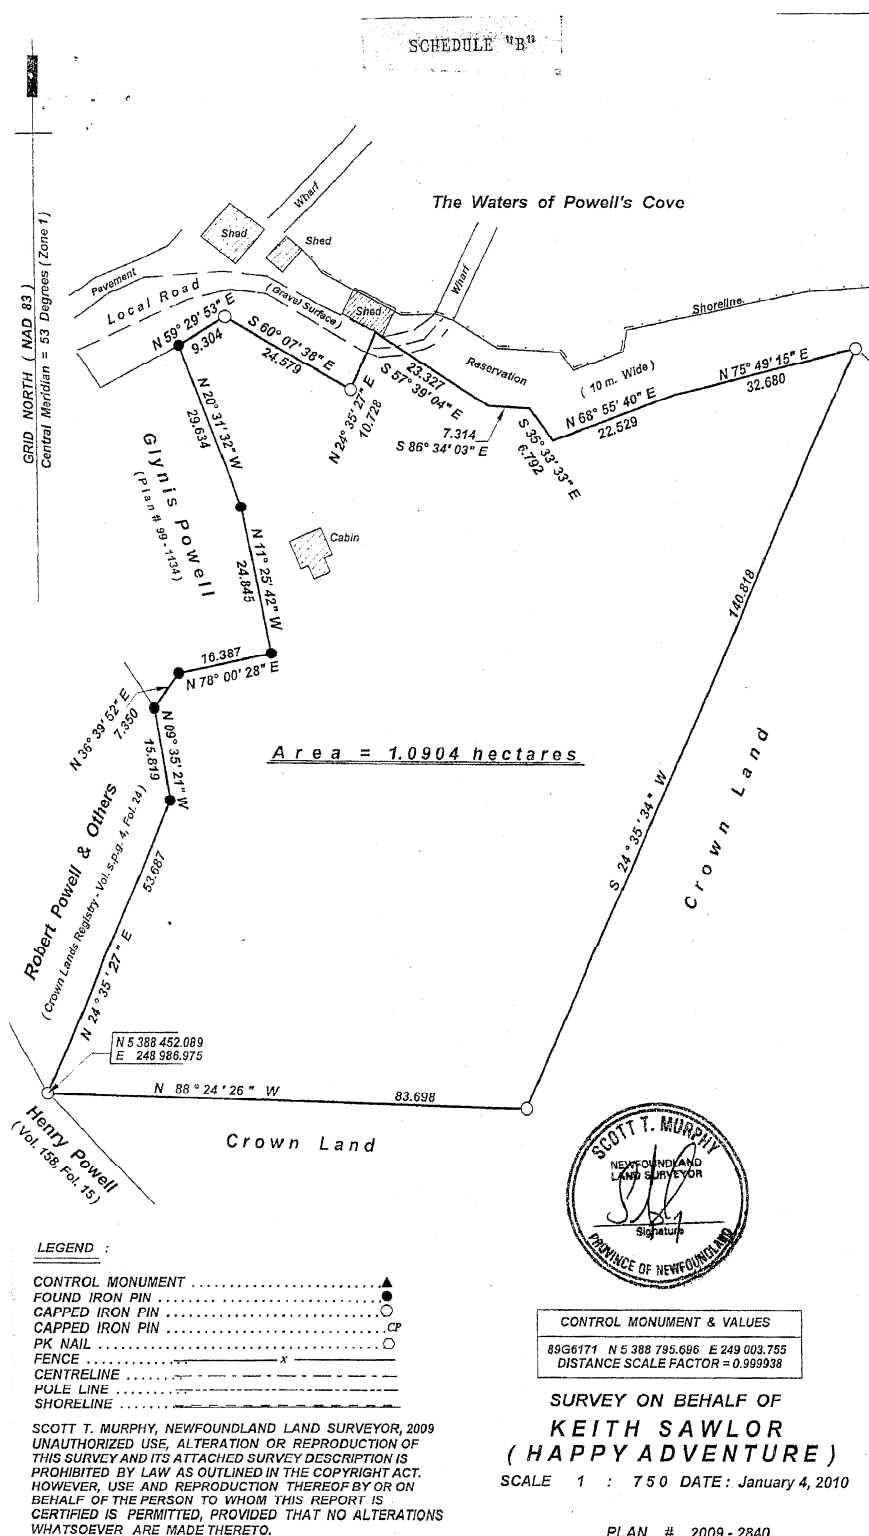 SCHEDULE "B"
GRID NORTH ( NAD 83 )
Central Meridian = 53 Degrees (Zone 1)
The Waters of Powell's Cove
Wharf
Shed
Shed
Pavement
Local Road
(Gravel Surface)
Shed
Wharf
Shoreline
Reservation
( 10 m. Wide )
N 59° 29' 53" E
9.304
S 60° 07' 38" E
24.579
N 24° 35' 27" E
10.728
23.327
S 57° 39' 04" E
7.314
S 86° 34' 03" E
S 35° 33' 33" E
6.792
N 68° 55' 40" E
22.529
N 75° 49' 15" E
32.680
N 20° 31' 32" W
29.634
Glynis Powell
(Plan # 99-1134)
Cabin
N 11° 25' 42" W
24.845
16.387
N 78° 00' 28" E
N 36° 39' 52" E
7.350
N 09° 35' 21" W
15.819
Area = 1.0904 hectares
140.818
S 24° 35' 34" W
Crown Land
Robert Powell & Others
(Crown Lands Registry - Vol. s.p.g. 4, Fol. 24)
53.687
N 24° 35' 27" E
N 5 388 452.089
E 248 986.975
N 88° 24' 26" W
83.698
Crown Land
Henry Powell
(Vol. 158, Fol. 15)
SCOTT T. MURPHY
NEWFOUNDLAND
LAND SURVEYOR
Signature
PROVINCE OF NEWFOUNDLAND
LEGEND :
CONTROL MONUMENT
FOUND IRON PIN
CAPPED IRON PIN
CAPPED IRON PIN CP
PK NAIL
FENCE x
CENTRELINE
POLE LINE
SHORELINE
SCOTT T. MURPHY, NEWFOUNDLAND LAND SURVEYOR, 2009
UNAUTHORIZED USE, ALTERATION OR REPRODUCTION OF
THIS SURVEY AND ITS ATTACHED SURVEY DESCRIPTION IS
PROHIBITED BY LAW AS OUTLINED IN THE COPYRIGHT ACT.
HOWEVER, USE AND REPRODUCTION THEREOF BY OR ON
BEHALF OF THE PERSON TO WHOM THIS REPORT IS
CERTIFIED IS PERMITTED, PROVIDED THAT NO ALTERATIONS
WHATSOEVER ARE MADE THERETO.
CONTROL MONUMENT & VALUES
89G6171 N 5 388 795.696 E 249 003.755
DISTANCE SCALE FACTOR = 0.999938
SURVEY ON BEHALF OF
KEITH SAWLOR
( HAPPY ADVENTURE )
SCALE 1 : 750 DATE : January 4, 2010
PLAN # 2009 - 2840